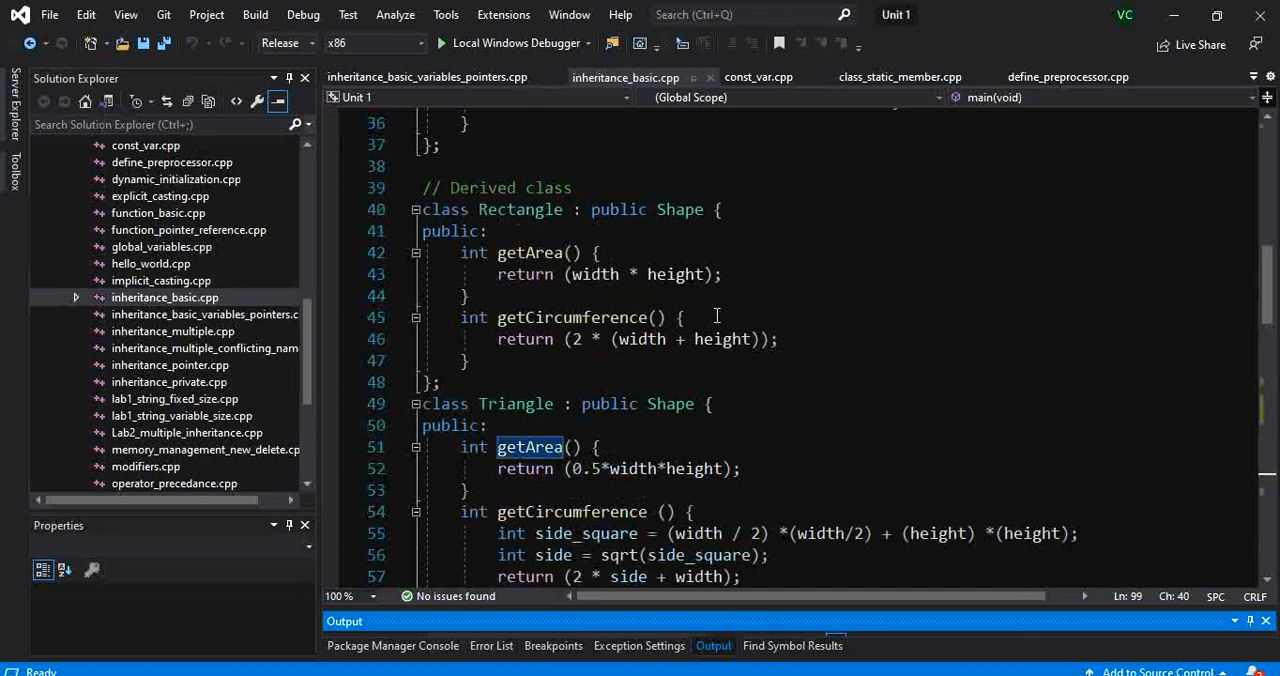 File Edit View Git Project Build Debug Test Analyze Tools Extensions Window Help Search (Ctrl+Q) Unit 1 VC
Release x86 Local Windows Debugger Live Share
Server Explorer
Toolbox
Solution Explorer
Search Solution Explorer (Ctrl+;)
const_var.cpp
define_preprocessor.cpp
dynamic_initialization.cpp
explicit_casting.cpp
function_basic.cpp
function_pointer_reference.cpp
global_variables.cpp
hello_world.cpp
implicit_casting.cpp
inheritance_basic.cpp
inheritance_basic_variables_pointers.c
inheritance_multiple.cpp
inheritance_multiple_conflicting_nam
inheritance_pointer.cpp
inheritance_private.cpp
lab1_string_fixed_size.cpp
lab1_string_variable_size.cpp
Lab2_multiple_inheritance.cpp
memory_management_new_delete.cp
modifiers.cpp
operator_precedance.cpp
Properties
inheritance_basic_variables_pointers.cpp inheritance_basic.cpp const_var.cpp class_static_member.cpp define_preprocessor.cpp
Unit 1 (Global Scope) main(void)
36 }
37 };
38
39 // Derived class
40 class Rectangle : public Shape {
41 public:
42 int getArea() {
43 return (width * height);
44 }
45 int getCircumference() {
46 return (2 * (width + height));
47 }
48 };
49 class Triangle : public Shape {
50 public:
51 int getArea() {
52 return (0.5*width*height);
53 }
54 int getCircumference () {
55 int side_square = (width / 2) *(width/2) + (height) *(height);
56 int side = sqrt(side_square);
57 return (2 * side + width);
100 % No issues found Ln: 99 Ch: 40 SPC CRLF
Output
Package Manager Console Error List Breakpoints Exception Settings Output Find Symbol Results
Ready Add to Source Control